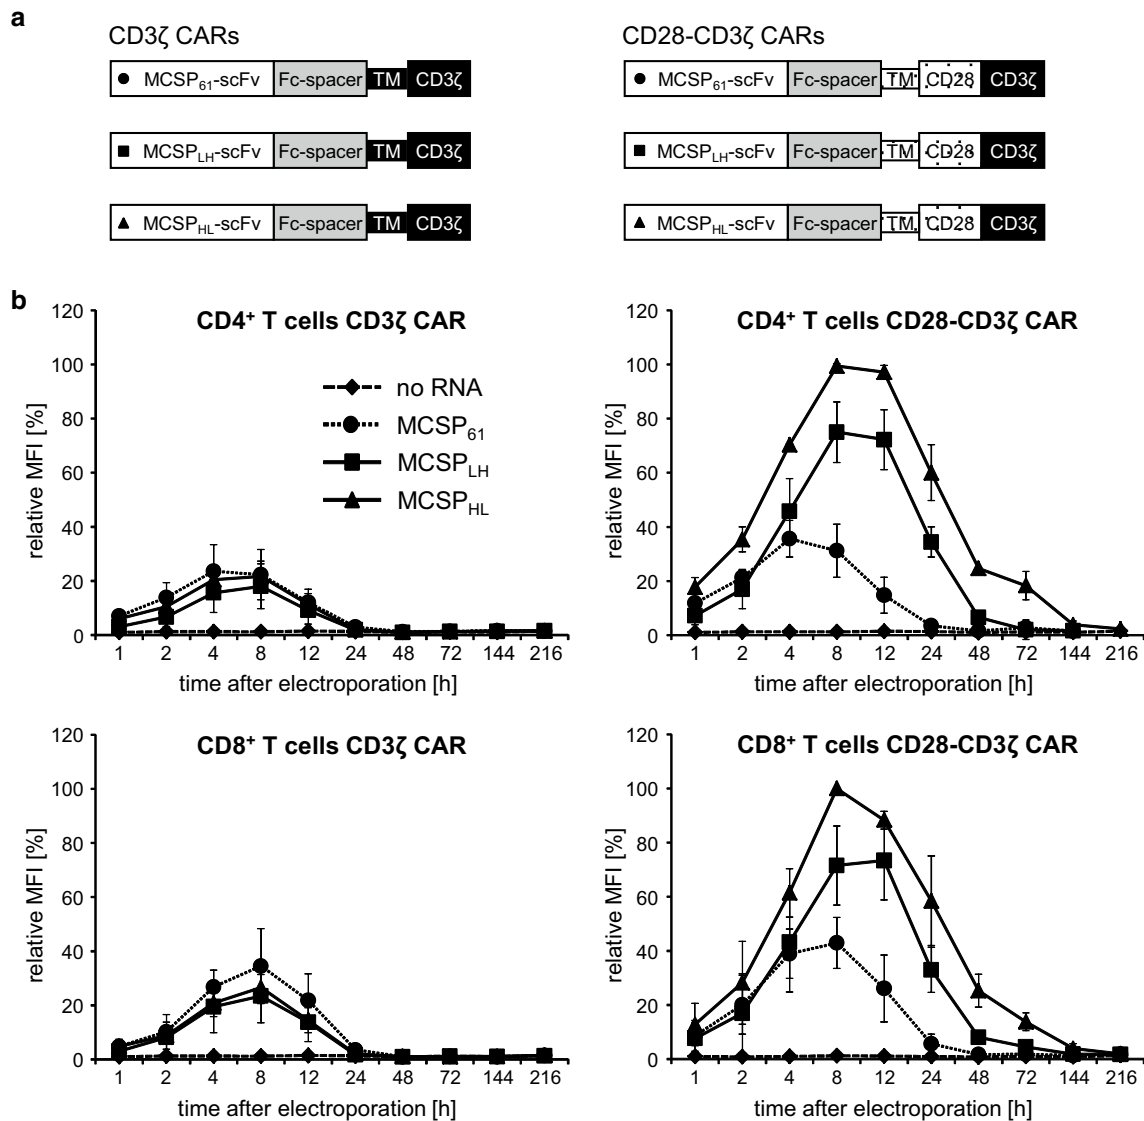 a
CD3ζ CARs
CD28-CD3ζ CARs
MCSP61-scFv Fc-spacer TM CD3ζ
MCSP61-scFv Fc-spacer TM CD28 CD3ζ
MCSPLH-scFv Fc-spacer TM CD3ζ
MCSPLH-scFv Fc-spacer TM CD28 CD3ζ
MCSPHL-scFv Fc-spacer TM CD3ζ
MCSPHL-scFv Fc-spacer TM CD28 CD3ζ
b
CD4+ T cells CD3ζ CAR
relative MFI [%]
120
100
80
60
40
20
0
no RNA
MCSP61
MCSPLH
MCSPHL
1 2 4 8 12 24 48 72 144 216
time after electroporation [h]
CD4+ T cells CD28-CD3ζ CAR
relative MFI [%]
120
100
80
60
40
20
0
1 2 4 8 12 24 48 72 144 216
time after electroporation [h]
CD8+ T cells CD3ζ CAR
relative MFI [%]
120
100
80
60
40
20
0
1 2 4 8 12 24 48 72 144 216
time after electroporation [h]
CD8+ T cells CD28-CD3ζ CAR
relative MFI [%]
120
100
80
60
40
20
0
1 2 4 8 12 24 48 72 144 216
time after electroporation [h]